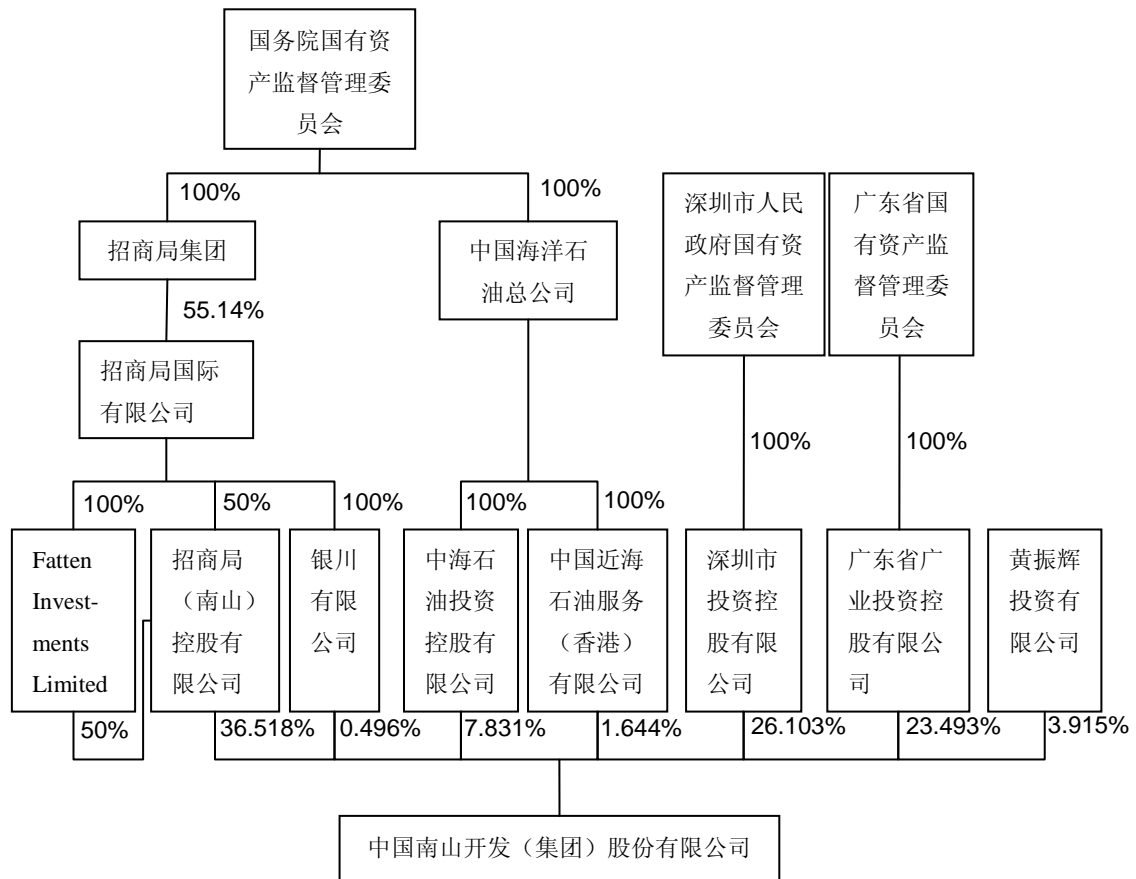 国务院国有资
产监督管理委
员会
100%
100%
招商局集团
中国海洋石
油总公司
深圳市人民
政府国有资
产监督管理
委员会
广东省国
有资产监
督管理委
员会
55.14%
招商局国际
有限公司
100%
100%
100%
50%
100%
100%
100%
Fatten
Invest-
ments
Limited
招商局
（南山）
控股有
限公司
银川
有限
公司
中海石
油投资
控股有
限公司
中国近海
石油服务
（香港）
有限公司
深圳市
投资控
股有限
公司
广东省广
业投资控
股有限公
司
黄振辉
投资有
限公司
50%
36.518%
0.496%
7.831%
1.644%
26.103%
23.493%
3.915%
中国南山开发（集团）股份有限公司